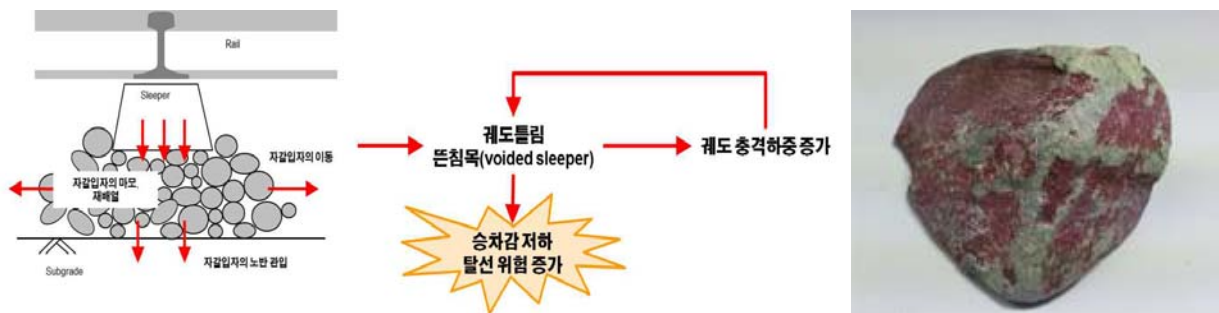 Rail
Sleeper
자갈입자의 이동
자갈입자의 마모,
재배열
Subgrade
자갈입자의 노반 관입
궤도틀림
뜬침목(voided sleeper)
궤도 충격하중 증가
승차감 저하
탈선 위험 증가